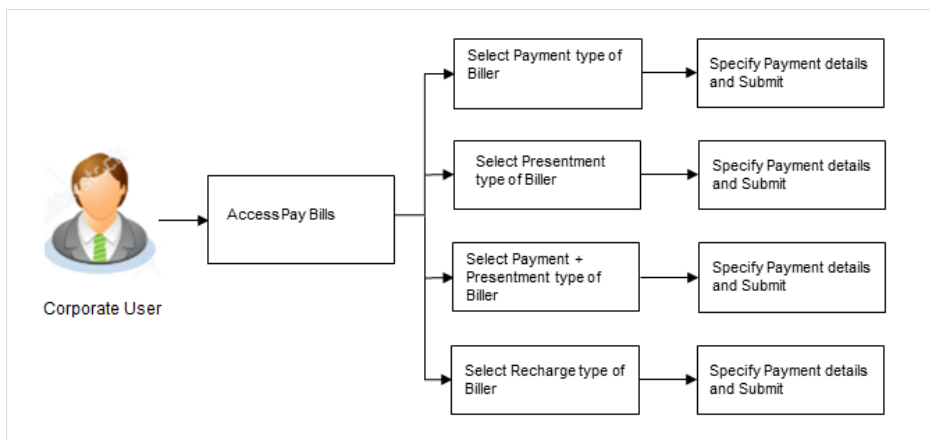 Select Payment type of
Biller
Specify Payment details
and Submit
Select Presentment
type of Biller
Specify Payment details
and Submit
Access Pay Bills
Corporate User
Select Payment +
Presentment type of
Biller
Specify Payment details
and Submit
Select Recharge type of
Biller
Specify Payment details
and Submit